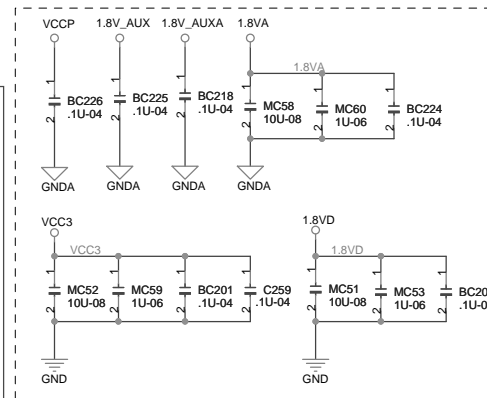 VCCP 1.8V_AUX 1.8V_AUXA 1.8VA
1.8VA
1 1 1 1 1 1
BC226 .1U-04
BC225 .1U-04
BC218 .1U-04
MC58 10U-08
MC60 1U-06
BC224 .1U-04
2 2 2 2 2 2
GNDA GNDA GNDA GNDA
VCC3 1.8VD
VCC3 1.8VD
1 1 1 1 1 1 1
MC52 10U-08
MC59 1U-06
BC201 .1U-04
C259 .1U-04
MC51 10U-08
MC53 1U-06
2 2 2 2 2 2 2
GND GND